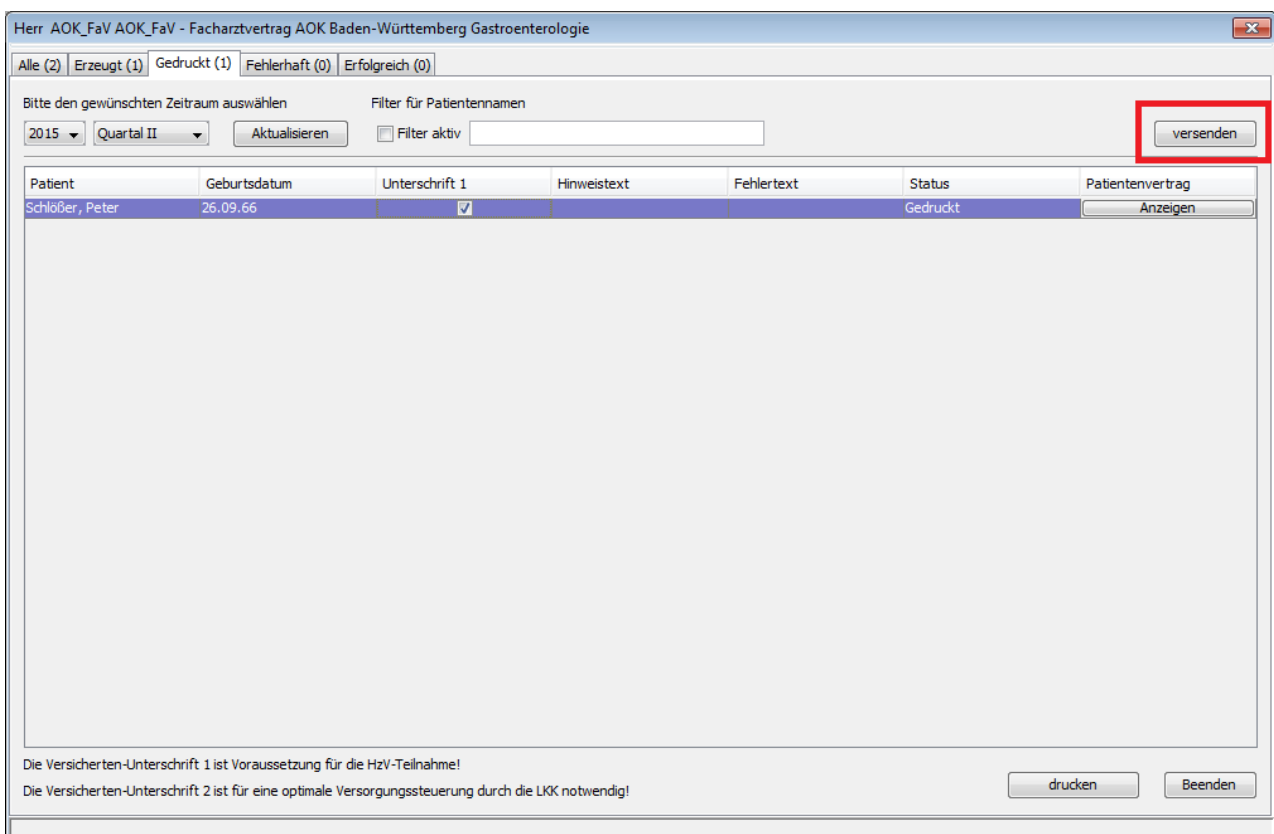 Herr AOK_FaV AOK_FaV - Facharztvertrag AOK Baden-Württemberg Gastroenterologie
Alle (2) Erzeugt (1) Gedruckt (1) Fehlerhaft (0) Erfolgreich (0)
Bitte den gewünschten Zeitraum auswählen Filter für Patientennamen
2015 Quartal II Aktualisieren Filter aktiv versenden
Patient Geburtsdatum Unterschrift 1 Hinweistext Fehlertext Status Patientenvertrag
Schlößer, Peter 26.09.66 Gedruckt Anzeigen
Die Versicherten-Unterschrift 1 ist Voraussetzung für die HzV-Teilnahme!
Die Versicherten-Unterschrift 2 ist für eine optimale Versorgungssteuerung durch die LKK notwendig!
drucken Beenden